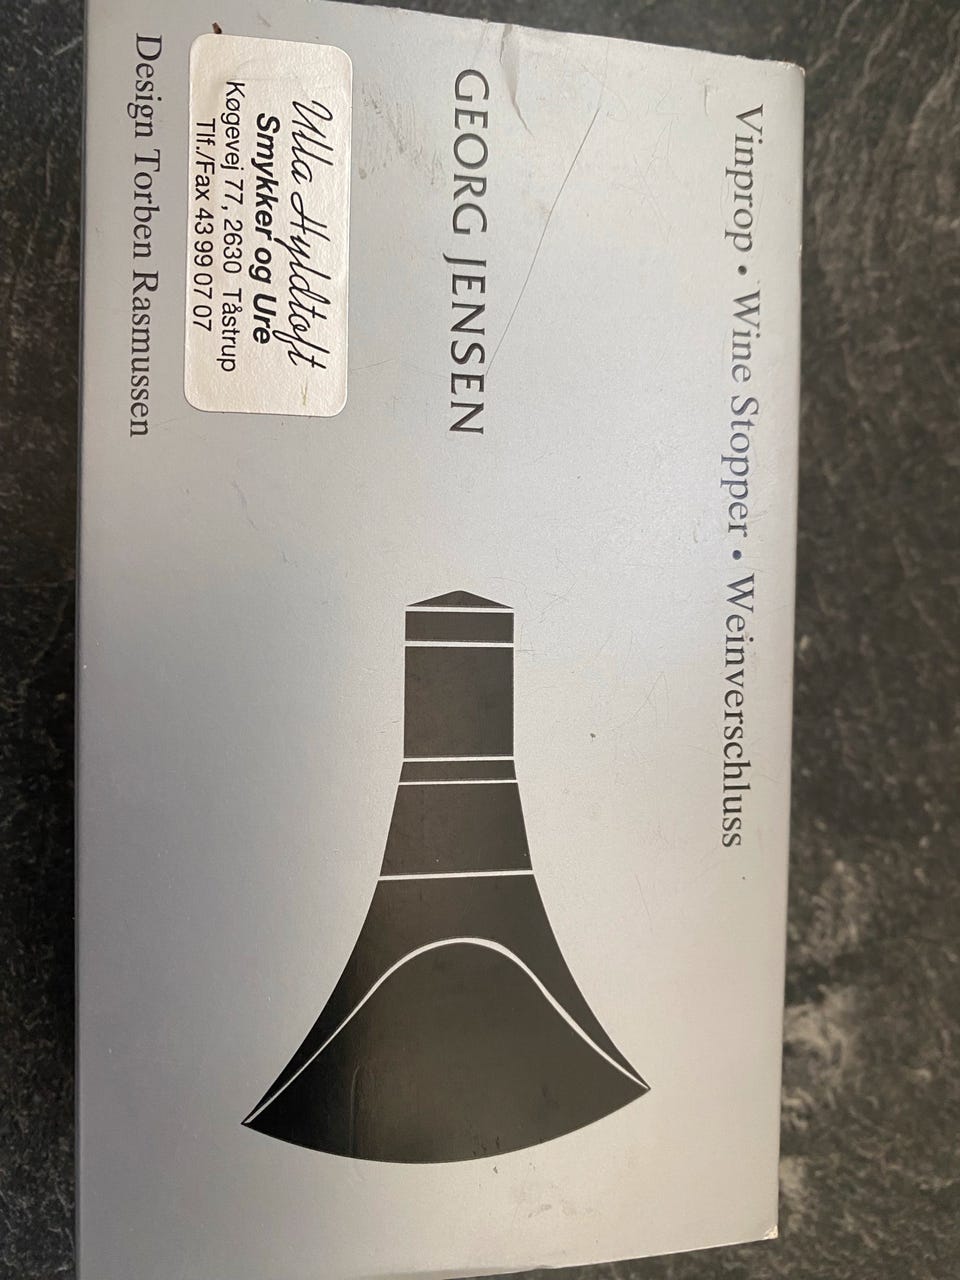 Vinprop • Wine Stopper • Weinverschluss
GEORG JENSEN
Ulla Hyldtoft
Smykker og Ure
Køgevej 77, 2630 Tåstrup
Tlf./Fax 43 99 07 07
Design Torben Rasmussen